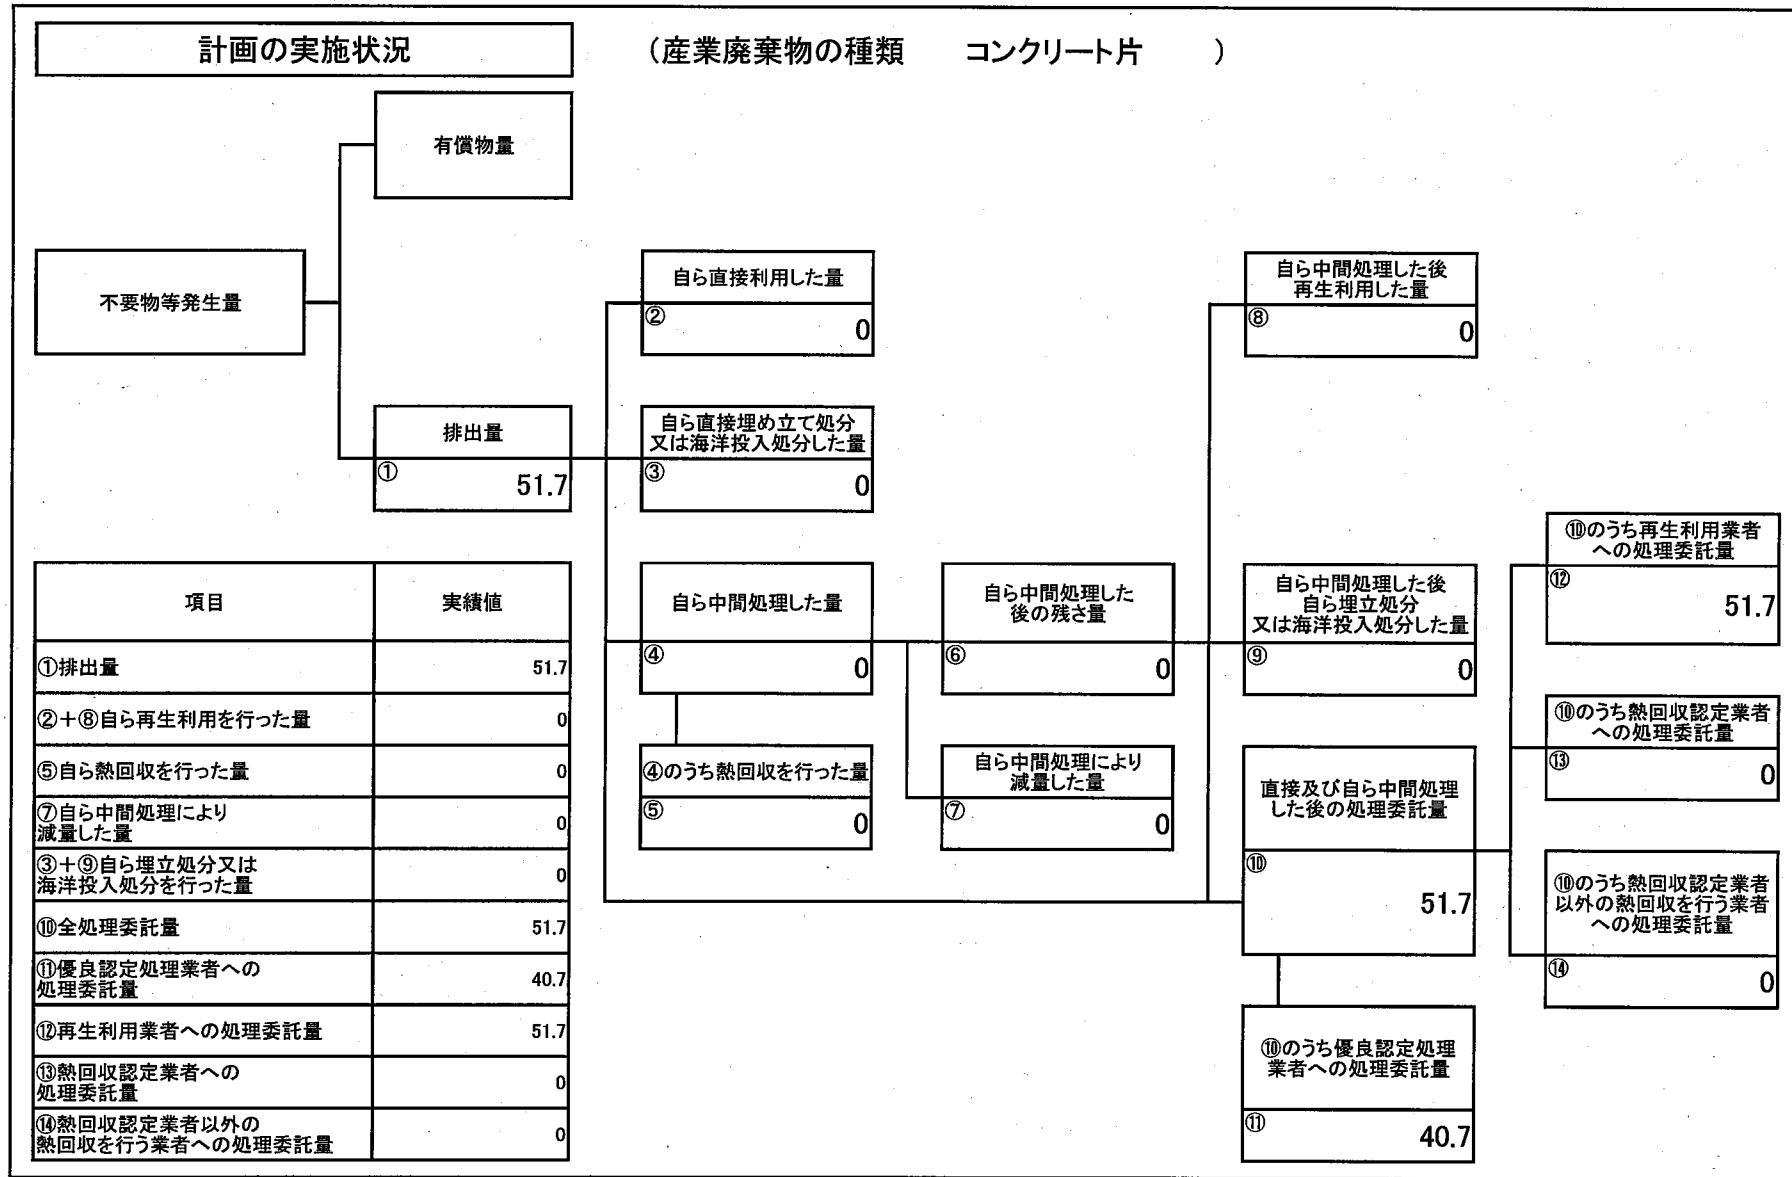 計画の実施状況
（産業廃棄物の種類　　コンクリート片　　）
有償物量
不要物等発生量
自ら直接利用した量
② 0
自ら中間処理した後
再生利用した量
⑧ 0
排出量
① 51.7
自ら直接埋め立て処分
又は海洋投入処分した量
③ 0
自ら中間処理した量
④ 0
自ら中間処理した
後の残さ量
⑥ 0
自ら中間処理した後
自ら埋立処分
又は海洋投入処分した量
⑨ 0
⑩のうち再生利用業者
への処理委託量
⑫ 51.7
④のうち熱回収を行った量
⑤ 0
自ら中間処理により
減量した量
⑦ 0
直接及び自ら中間処理
した後の処理委託量
⑩
51.7
⑩のうち熱回収認定業者
への処理委託量
⑬ 0
⑩のうち熱回収認定業者
以外の熱回収を行う業者
への処理委託量
⑭ 0
⑩のうち優良認定処理
業者への処理委託量
⑪ 40.7
項目 実績値
①排出量 51.7
②＋⑧自ら再生利用を行った量 0
⑤自ら熱回収を行った量 0
⑦自ら中間処理により
減量した量 0
③＋⑨自ら埋立処分又は
海洋投入処分を行った量 0
⑩全処理委託量 51.7
⑪優良認定処理業者への
処理委託量 40.7
⑫再生利用業者への処理委託量 51.7
⑬熱回収認定業者への
処理委託量 0
⑭熱回収認定業者以外の
熱回収を行う業者への処理委託量 0